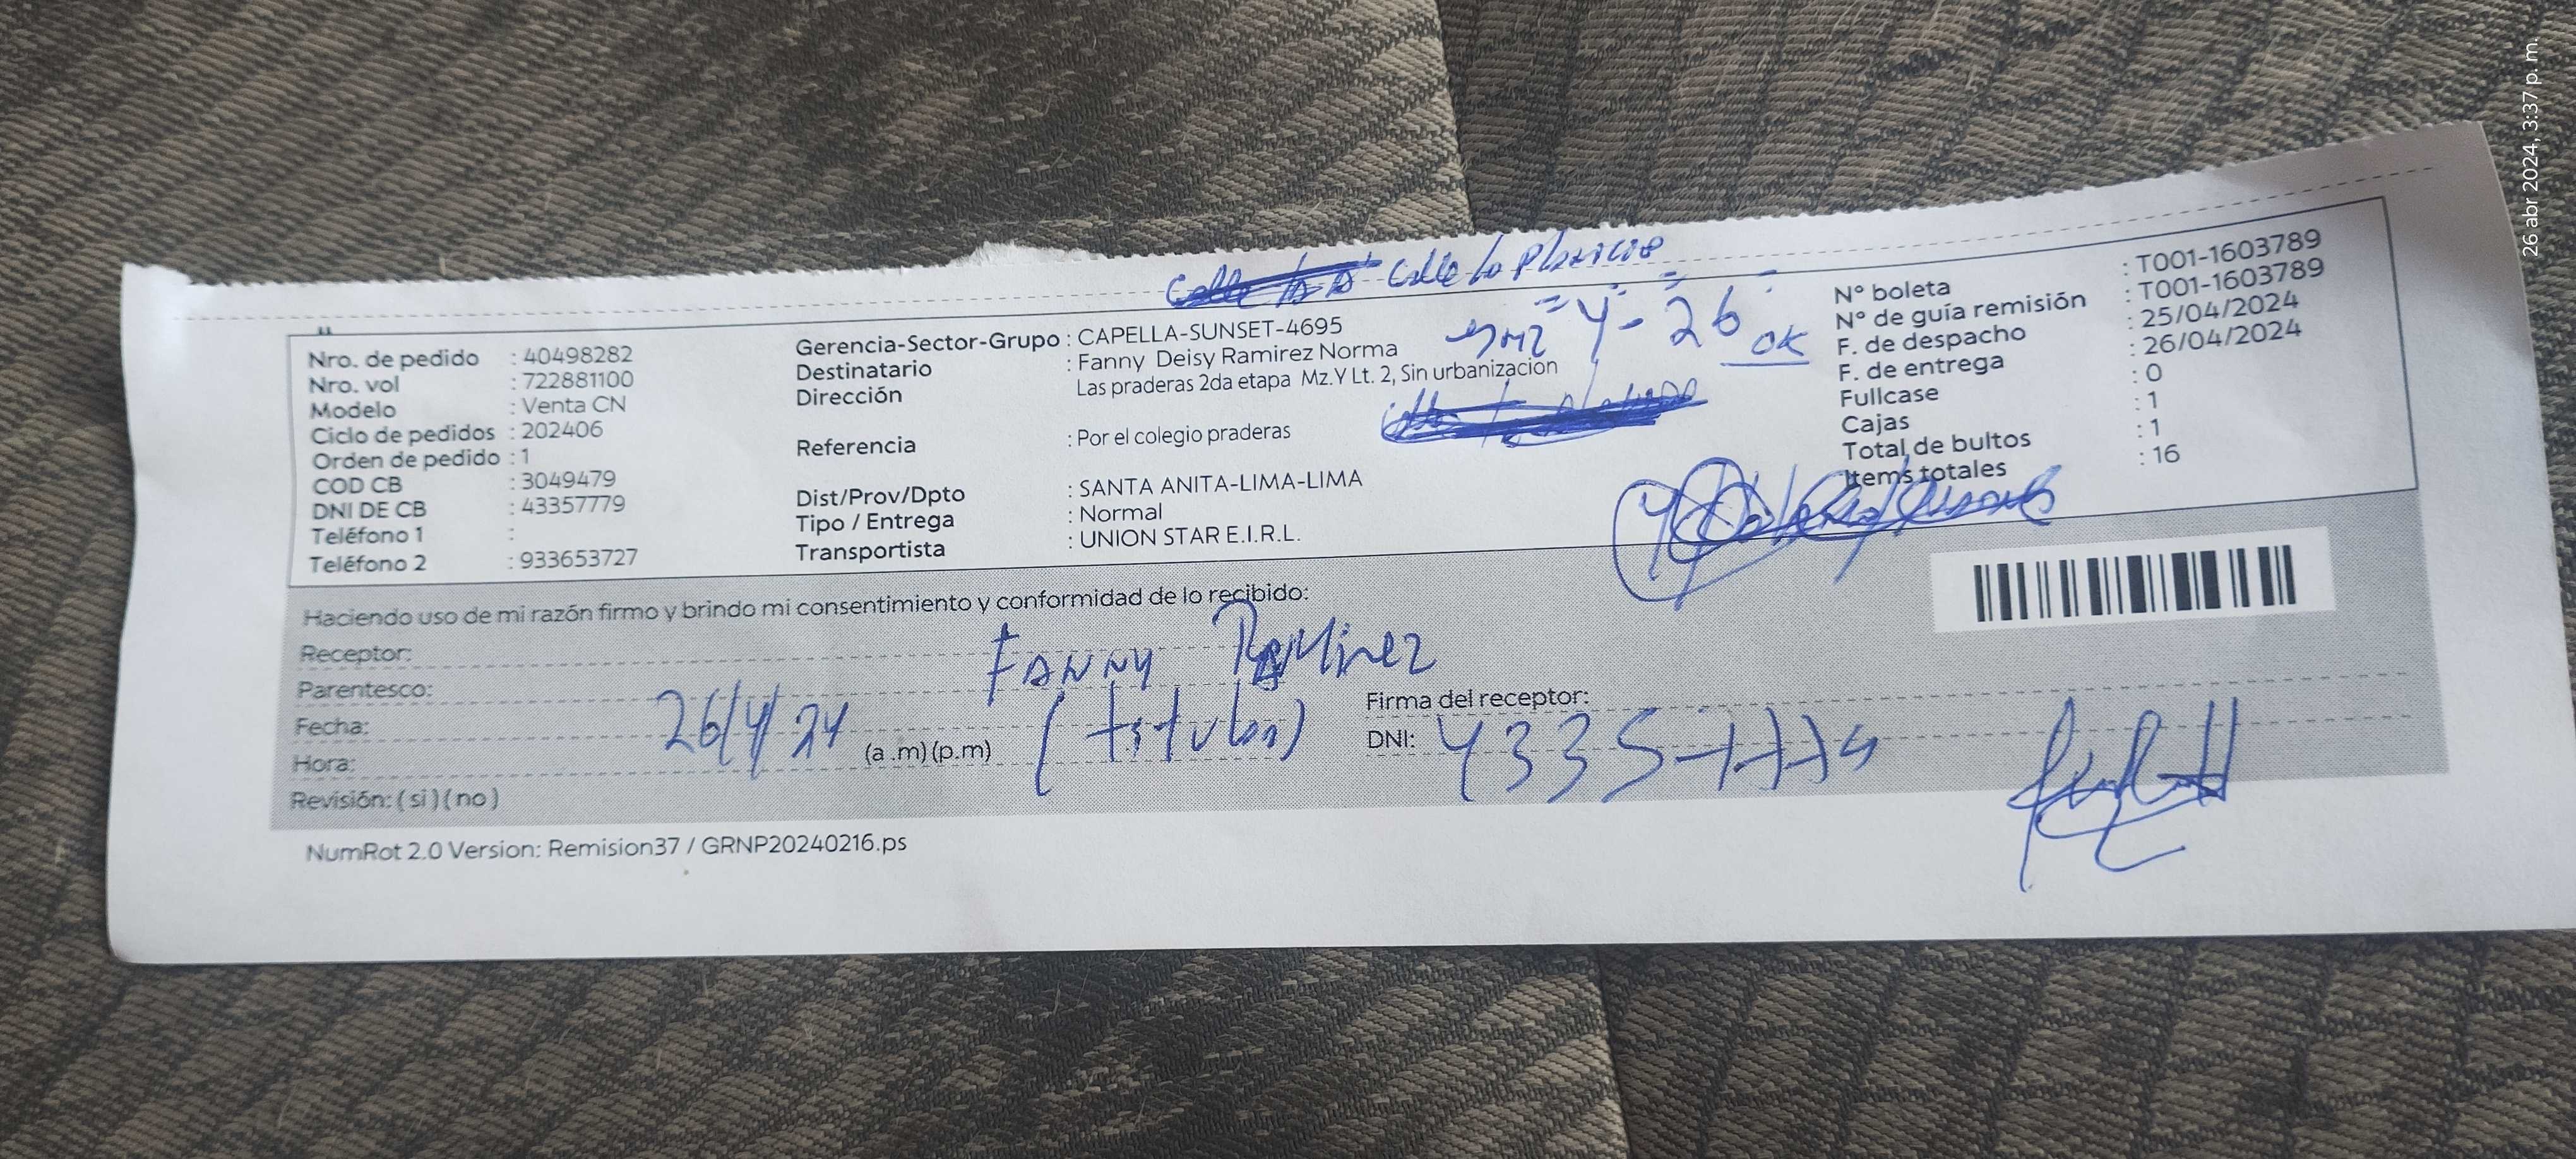 26 abr 2024, 3:37 p. m.
Calle
Nro. de pedido : 40498282
Nro. vol : 722881100
Modelo : Venta CN
Ciclo de pedidos : 202406
Orden de pedido : 1
COD CB : 3049479
DNI DE CB : 43357779
Teléfono 1 :
Teléfono 2 : 933653727
Gerencia-Sector-Grupo : CAPELLA-SUNSET-4695
Destinatario : Fanny Deisy Ramirez Norma
Dirección : Las praderas 2da etapa Mz.Y Lt. 2, Sin urbanización
Referencia : Por el colegio praderas
Dist/Prov/Dpto : SANTA ANITA-LIMA-LIMA
Tipo / Entrega : Normal
Transportista : UNION STAR E.I.R.L.
mz Y- 26
OK
N° boleta : T001-1603789
N° de guía remisión : T001-1603789
F. de despacho : 25/04/2024
F. de entrega : 26/04/2024
Fullcase : 0
Cajas : 1
Total de bultos : 1
Items totales : 16
Haciendo uso de mi razón firmo y brindo mi consentimiento y conformidad de lo recibido:
Receptor: FANNY RAMirez
Parentesco: (titular)
Fecha: 26/4/24
Hora: (a .m) (p.m)
Revisión: ( si ) ( no )
Firma del receptor:
DNI: 43357779
NumRot 2.0 Version: Remision37 / GRNP20240216.ps